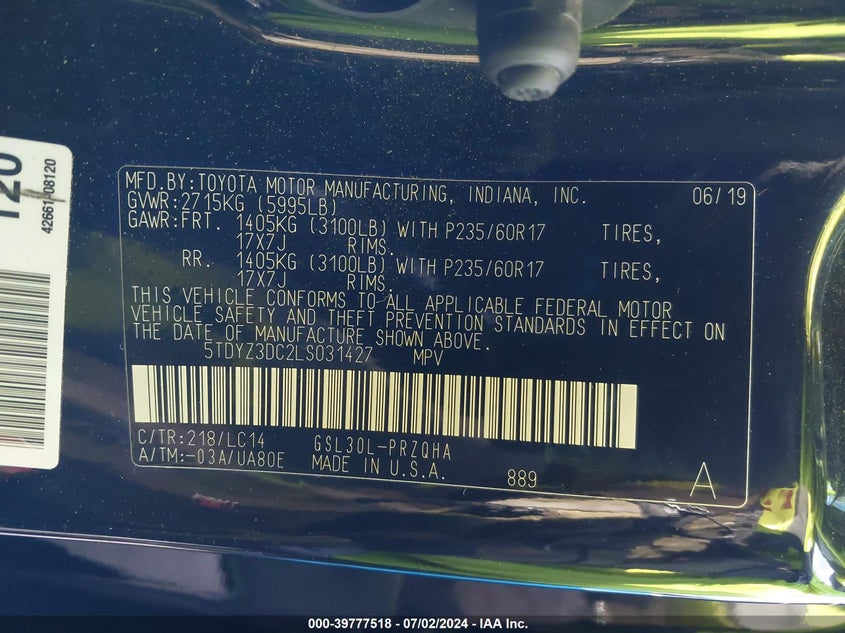 120
42661-08120
MFD.BY:TOYOTA MOTOR MANUFACTURING, INDIANA, INC. 06/19
GVWR:2715KG (5995LB)
GAWR:FRT. 1405KG (3100LB) WITH P235/60R17 TIRES,
17X7J RIMS.
RR. 1405KG (3100LB) WITH P235/60R17 TIRES,
17X7J RIMS.
THIS VEHICLE CONFORMS TO ALL APPLICABLE FEDERAL MOTOR
VEHICLE SAFETY AND THEFT PREVENTION STANDARDS IN EFFECT ON
THE DATE OF MANUFACTURE SHOWN ABOVE.
5TDYZ3DC2LS031427 MPV
C/TR:218/LC14 GSL30L-PRZQHA
A/TM:-03A/UA80E MADE IN U.S.A. 889 A
000-39777518 - 07/02/2024 - IAA Inc.